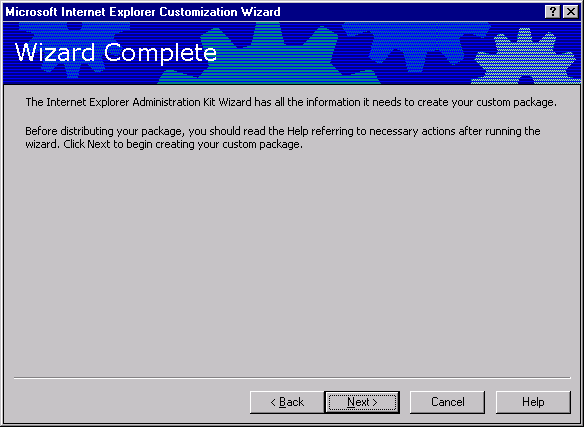 Microsoft Internet Explorer Customization Wizard
Wizard Complete
The Internet Explorer Administration Kit Wizard has all the information it needs to create your custom package.
Before distributing your package, you should read the Help referring to necessary actions after running the
wizard. Click Next to begin creating your custom package.
< Back Next > Cancel Help